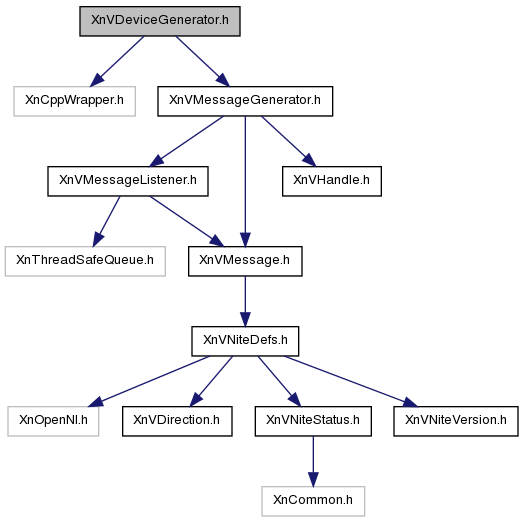 XnVDeviceGenerator.h
XnCppWrapper.h
XnVMessageGenerator.h
XnVMessageListener.h
XnVHandle.h
XnThreadSafeQueue.h
XnVMessage.h
XnVNiteDefs.h
XnOpenNI.h
XnVDirection.h
XnVNiteStatus.h
XnVNiteVersion.h
XnCommon.h